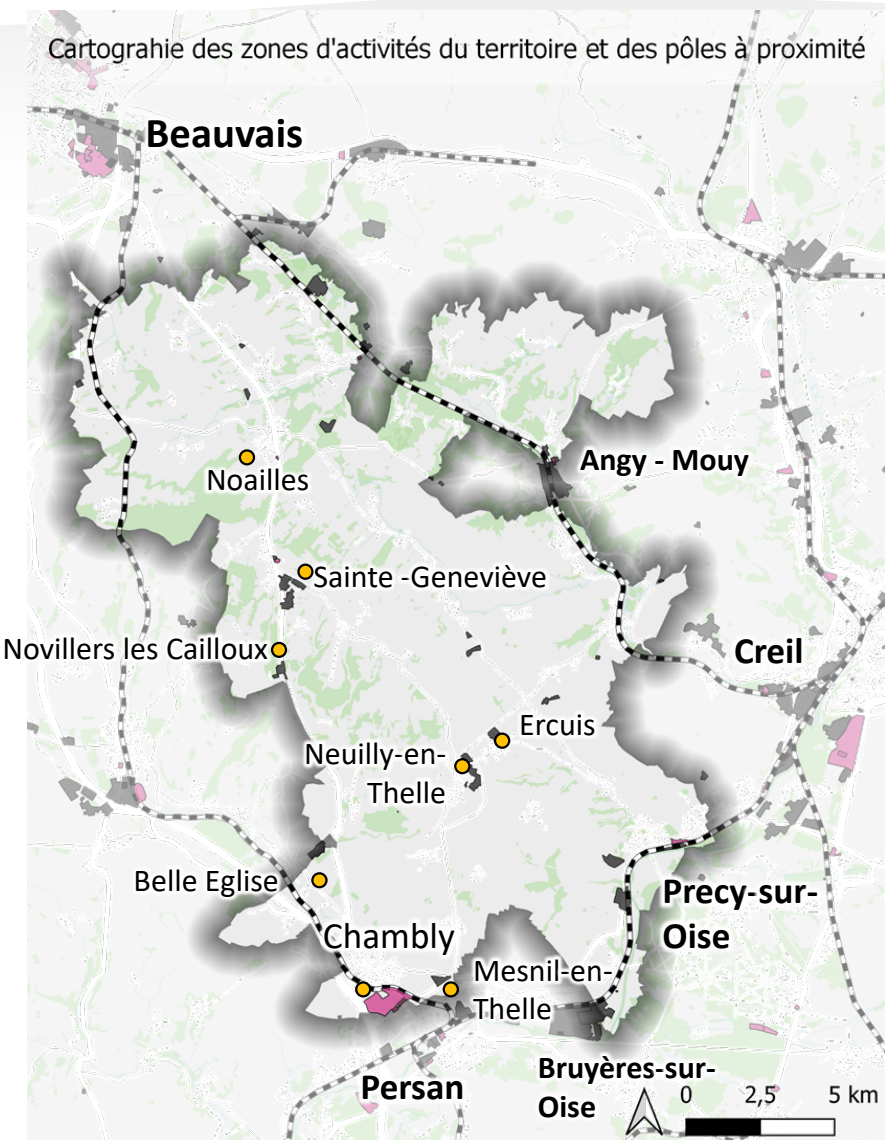 Cartograhie des zones d'activités du territoire et des pôles à proximité
Beauvais
Angy - Mouy
Noailles
Sainte -Geneviève
Novillers les Cailloux
Creil
Ercuis
Neuilly-en-
Thelle
Belle Eglise
Precy-sur-
Oise
Chambly
Mesnil-en-
Thelle
Persan
Bruyères-sur-
Oise
0 2,5 5 km